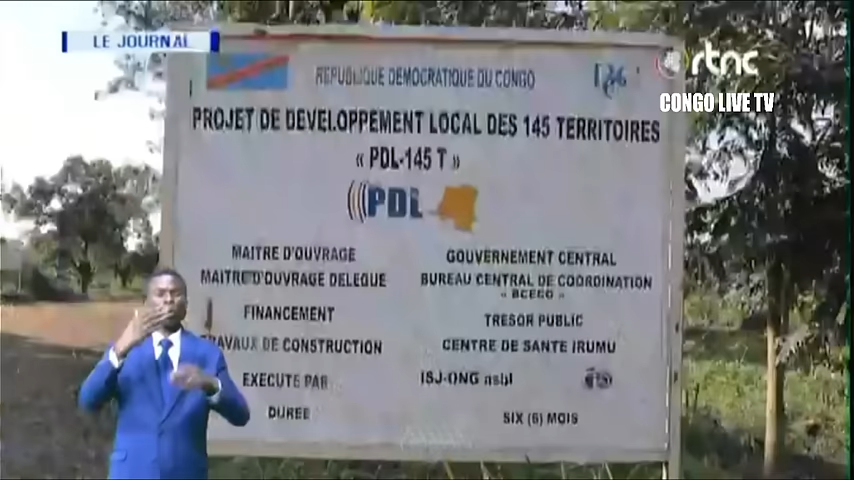 LE JOURNAL
rtnc
CONGO LIVE TV
REPUBLIQUE DEMOCRATIQUE DU CONGO
PROJET DE DEVELOPPEMENT LOCAL DES 145 TERRITOIRES
« PDL-145 T »
PDL
MAITRE D'OUVRAGE GOUVERNEMENT CENTRAL
MAITRE D'OUVRAGE DELEGUE BUREAU CENTRAL DE COORDINATION
« BCECO »
FINANCEMENT TRESOR PUBLIC
TRAVAUX DE CONSTRUCTION CENTRE DE SANTE IRUMU
EXECUTE PAR ISJ-ONG asbl
DUREE SIX (6) MOIS